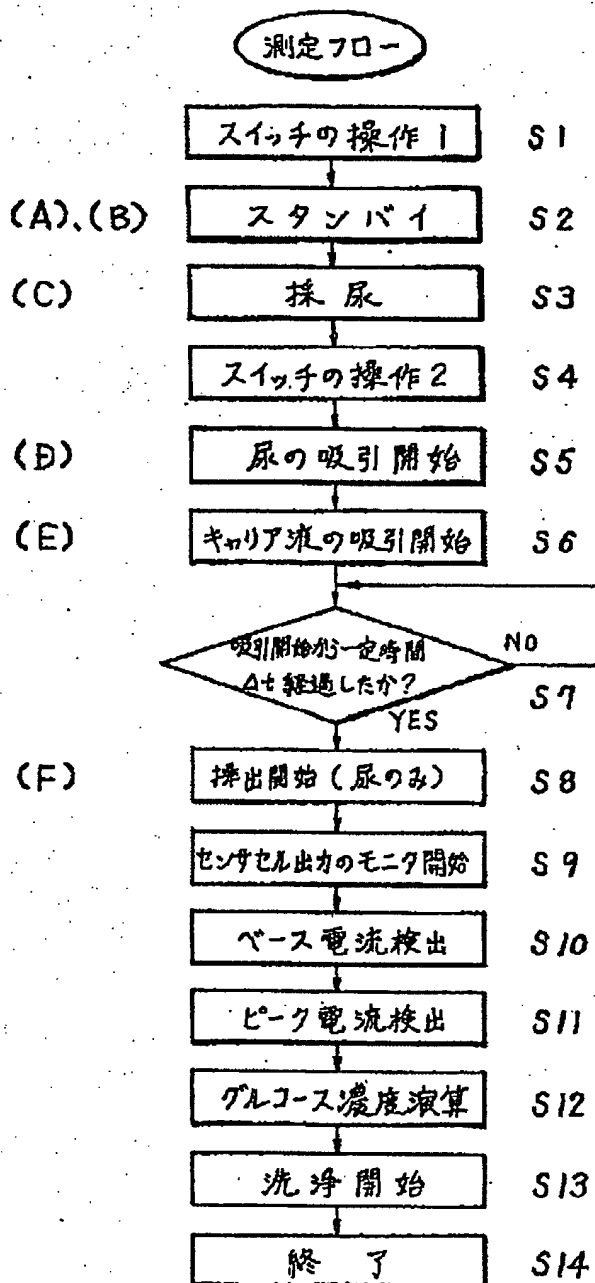 測定フロー
スイッチの操作1 S1
(A)、(B) スタンバイ S2
(C) 採尿 S3
スイッチの操作2 S4
(D) 尿の吸引開始 S5
(E) キャリア液の吸引開始 S6
吸引開始から一定時間 NO
Δt経過したか? S7
YES
(F) 押出開始(尿のみ) S8
センサセル出力のモニタ開始 S9
ベース電流検出 S10
ピーク電流検出 S11
グルコース濃度演算 S12
洗浄開始 S13
終了 S14